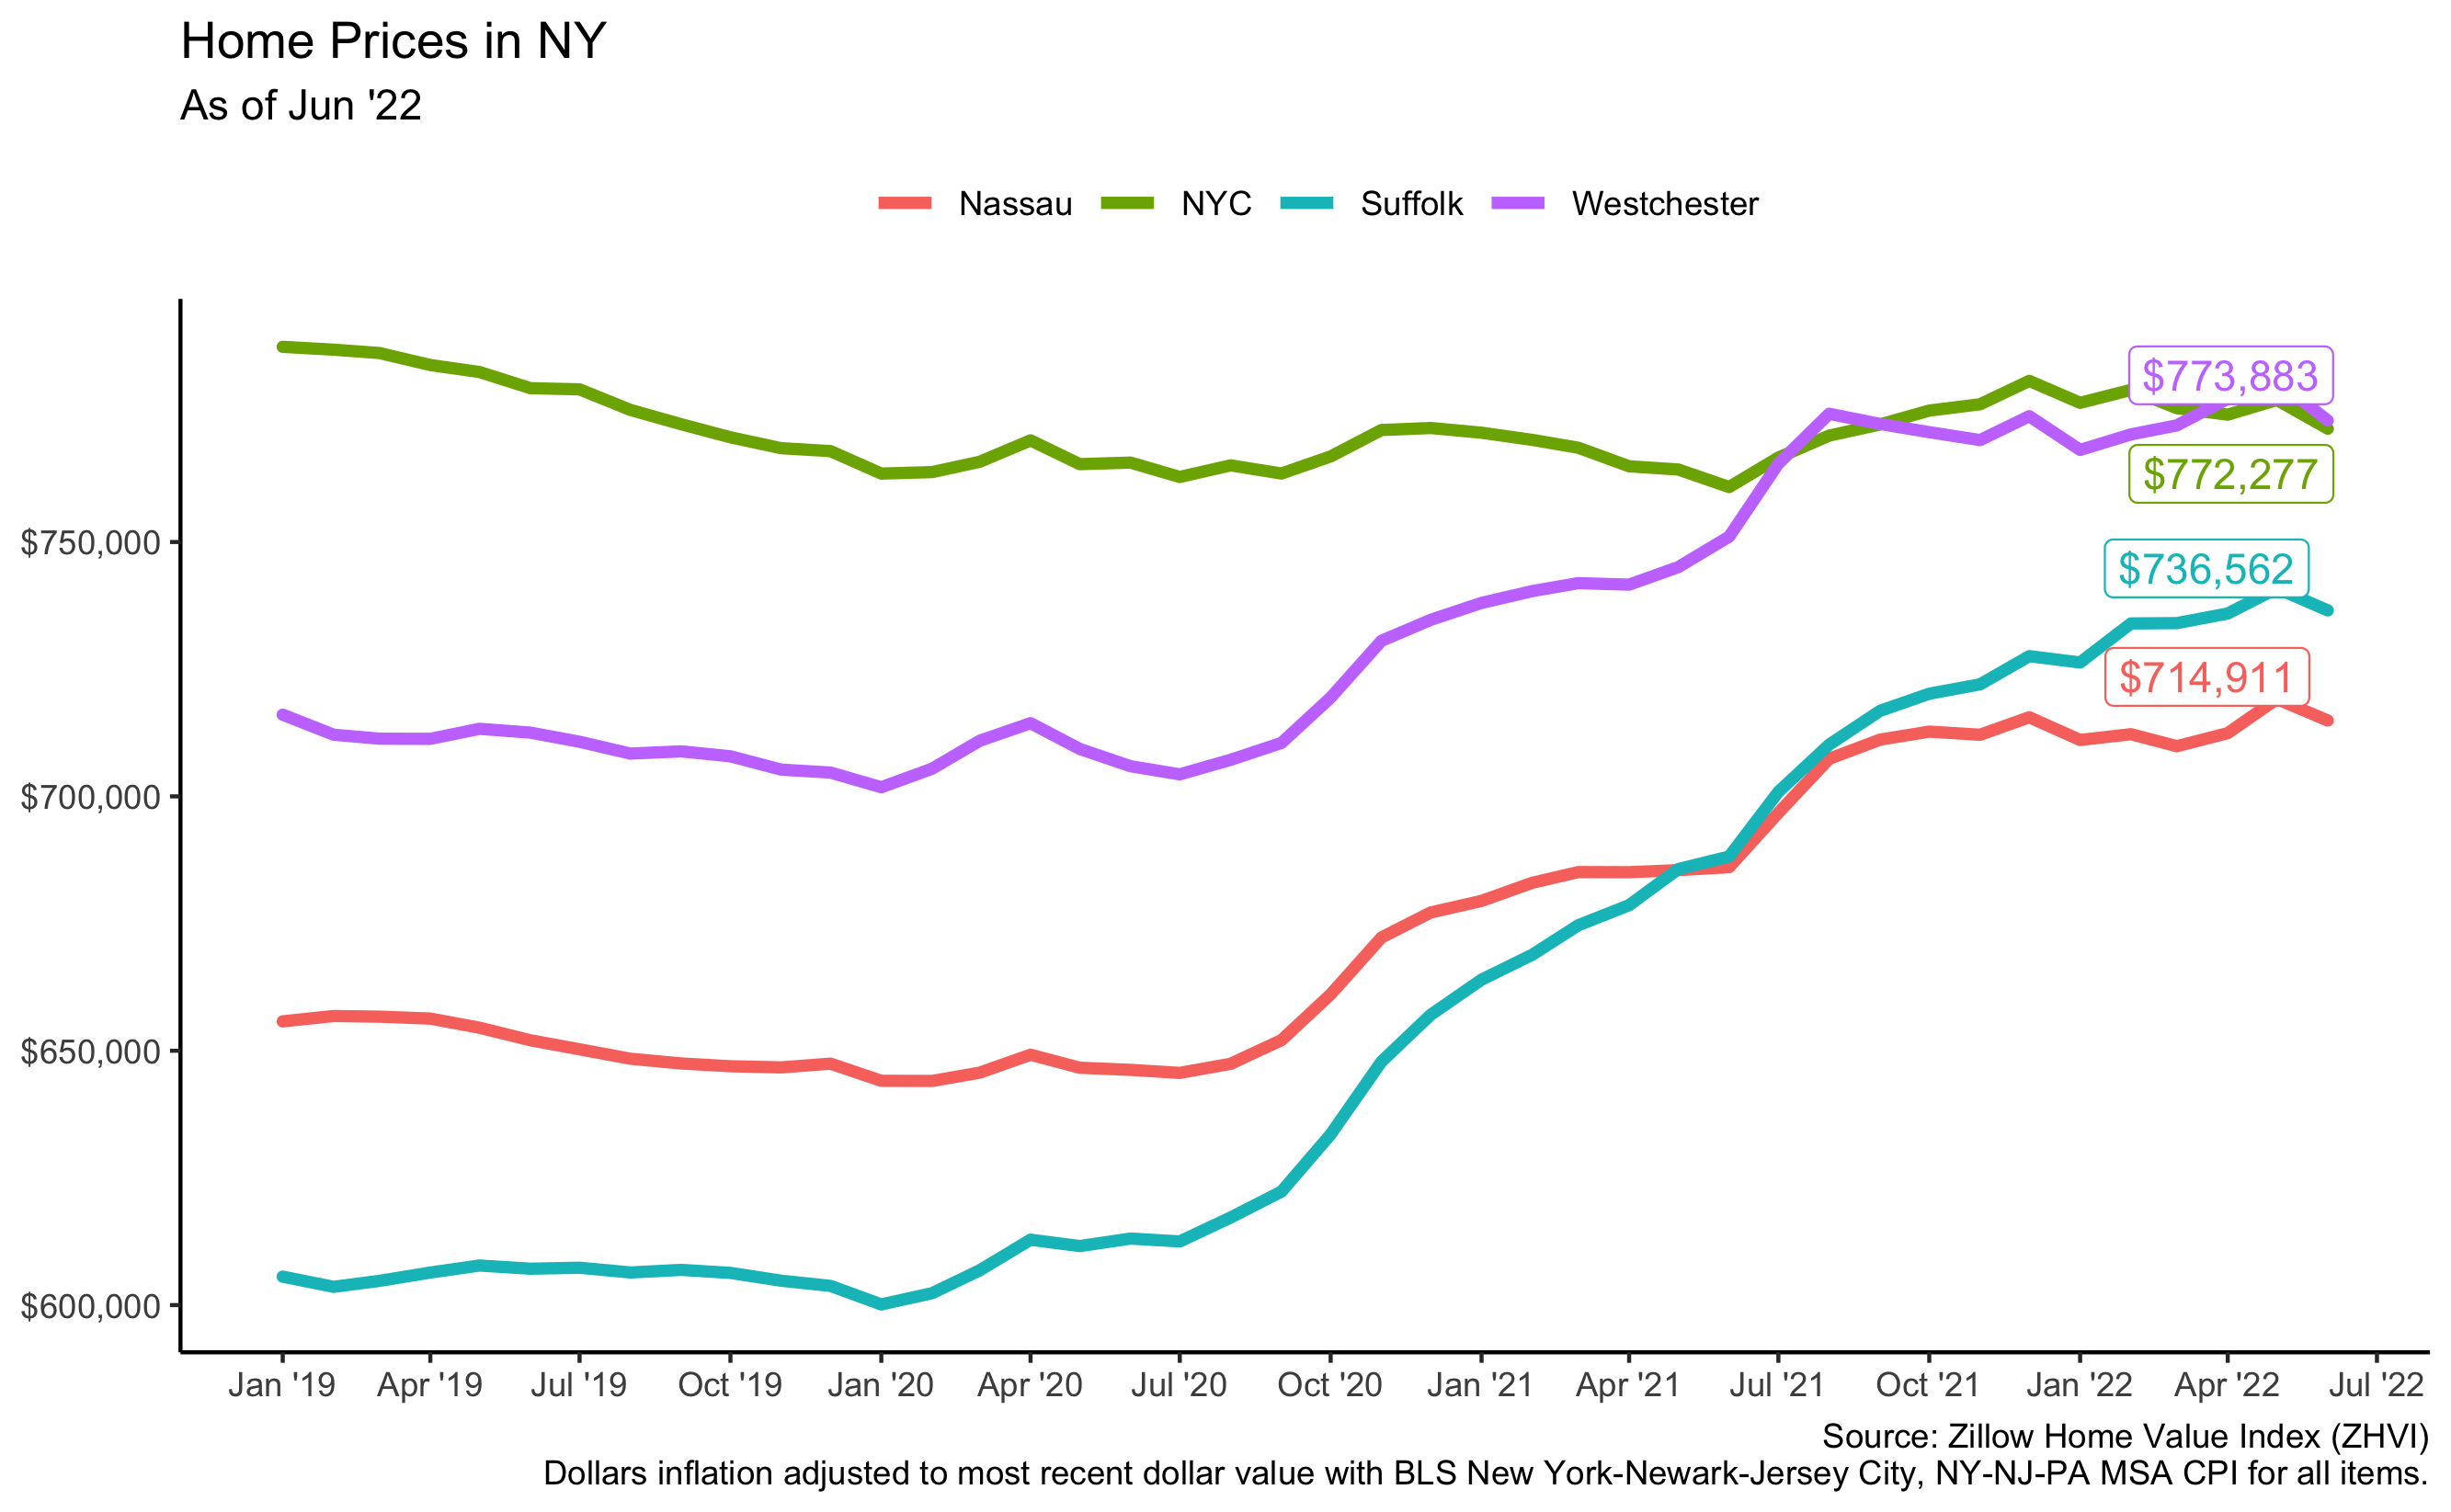 Home Prices in NY
As of Jun '22
Nassau NYC Suffolk Westchester
$773,883
$772,277
$750,000
$736,562
$714,911
$700,000
$650,000
$600,000
Jan '19 Apr '19 Jul '19 Oct '19 Jan '20 Apr '20 Jul '20 Oct '20 Jan '21 Apr '21 Jul '21 Oct '21 Jan '22 Apr '22 Jul '22
Source: Zillow Home Value Index (ZHVI)
Dollars inflation adjusted to most recent dollar value with BLS New York-Newark-Jersey City, NY-NJ-PA MSA CPI for all items.